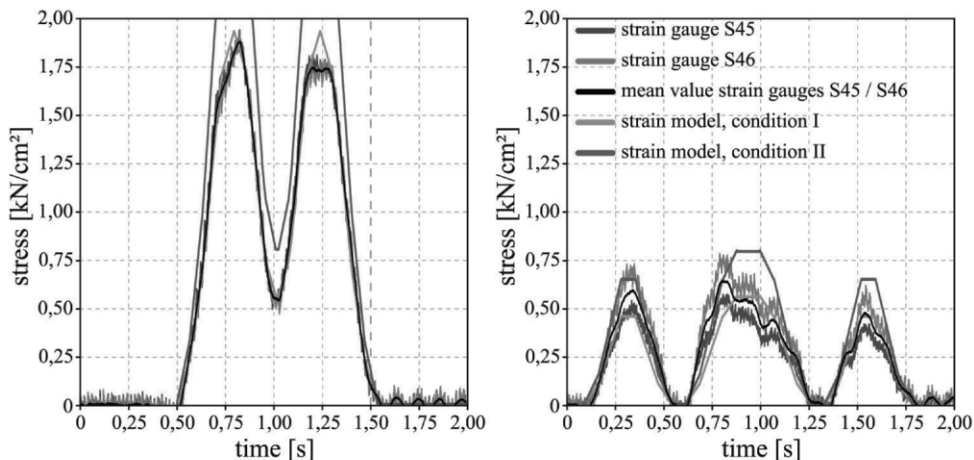 2,00
1,75
1,50
1,25
1,00
0,75
0,50
0,25
0
stress [kN/cm²]
0 0,25 0,50 0,75 1,00 1,25 1,50 1,75 2,00
time [s]
2,00
1,75
1,50
1,25
1,00
0,75
0,50
0,25
0
stress [kN/cm²]
strain gauge S45
strain gauge S46
mean value strain gauges S45 / S46
strain model, condition I
strain model, condition II
0 0,25 0,50 0,75 1,00 1,25 1,50 1,75 2,00
time [s]